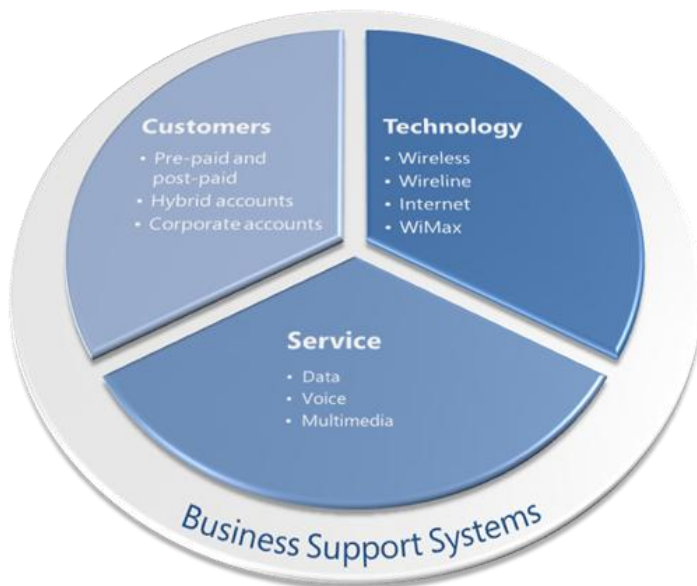 Customers
• Pre-paid and
post-paid
• Hybrid accounts
• Corporate accounts
Technology
• Wireless
• Wireline
• Internet
• WiMax
Service
• Data
• Voice
• Multimedia
Business Support Systems